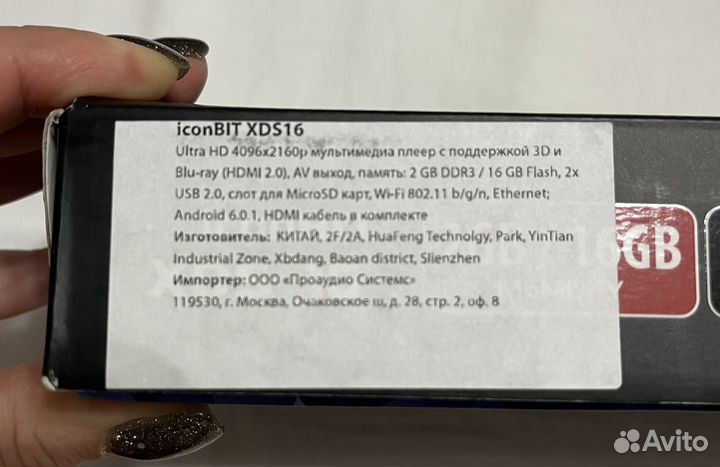 iconBIT XDS16
Ultra HD 4096x2160p мультимедиа плеер с поддержкой 3D и
Blu-ray (HDMI 2.0), AV выход, память: 2 GB DDR3 / 16 GB Flash, 2x
USB 2.0, слот для MicroSD карт, Wi-Fi 802.11 b/g/n, Ethernet;
Android 6.0.1, HDMI кабель в комплекте
Изготовитель: КИТАЙ, 2F/2A, HuaFeng Technolgy, Park, YinTian
Industrial Zone, Xbdang, Baoan district, Slienzhen
Импортер: ООО «Проаудио Системс»
119530, г. Москва, Очаковское ш, д. 28, стр. 2, оф. 8
6GB
Avito